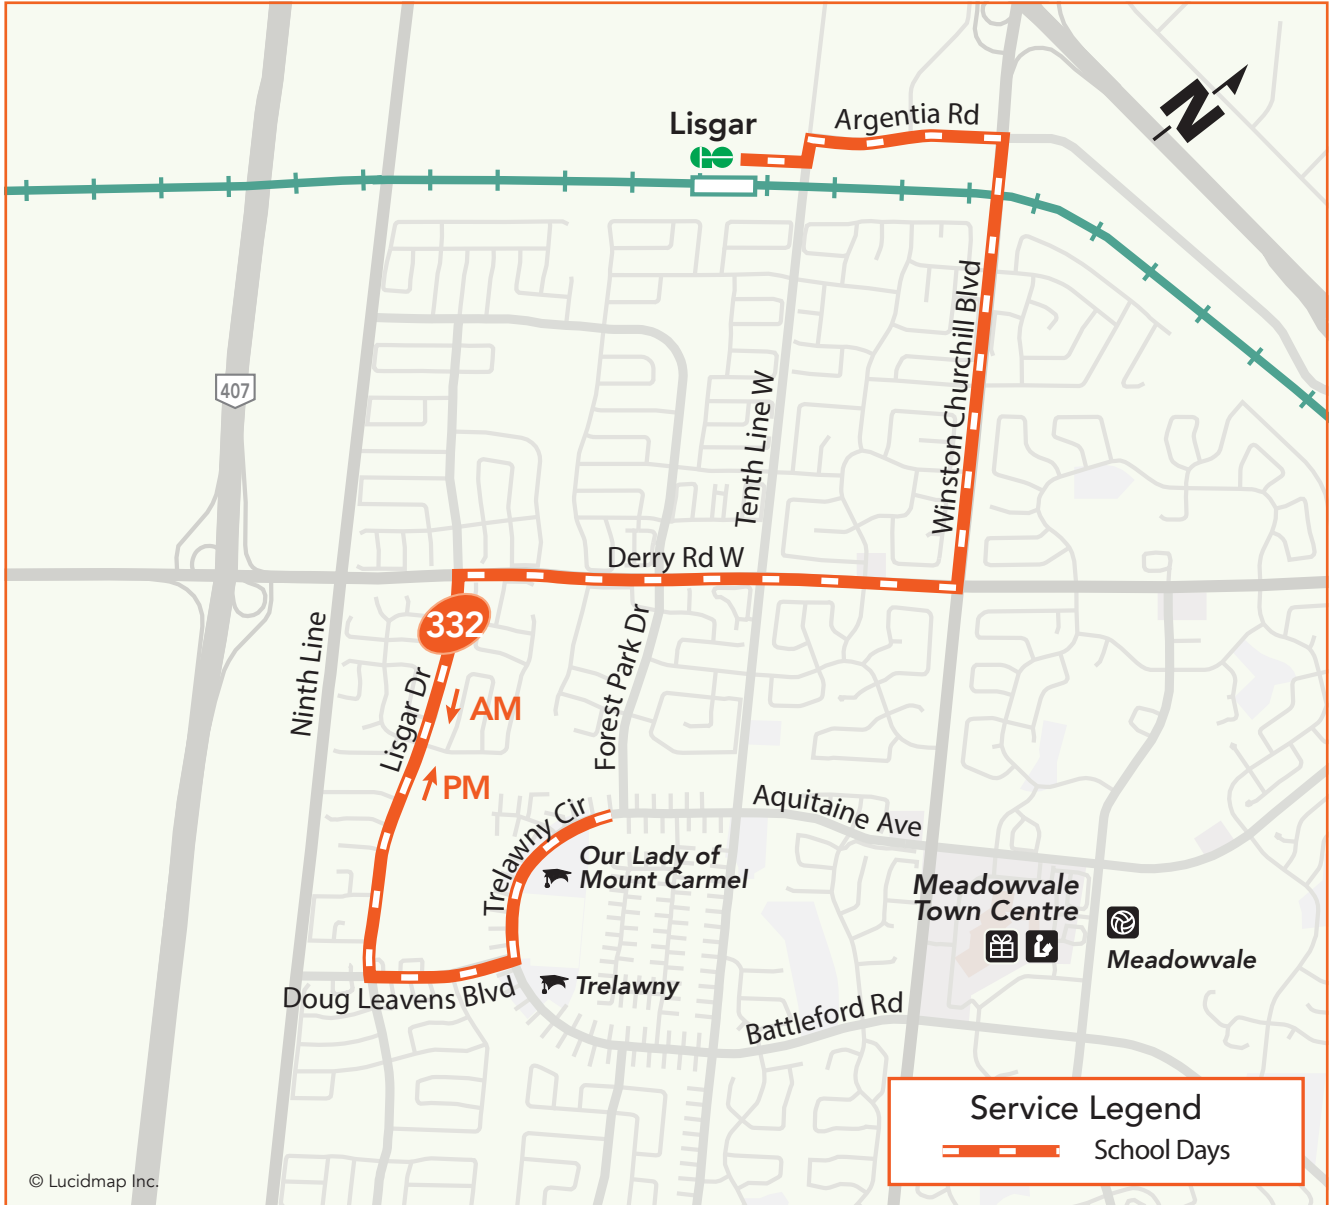 Argentia Rd
N
Lisgar
GO
Winston Churchill Blvd
407
Tenth Line W
Derry Rd W
332
Ninth Line
Forest Park Dr
Lisgar Dr
AM
PM
Aquitaine Ave
Trelawny Cir
Our Lady of
Mount Carmel
Meadowvale
Town Centre
Meadowvale
Trelawny
Doug Leavens Blvd
Battleford Rd
Service Legend
School Days
© Lucidmap Inc.